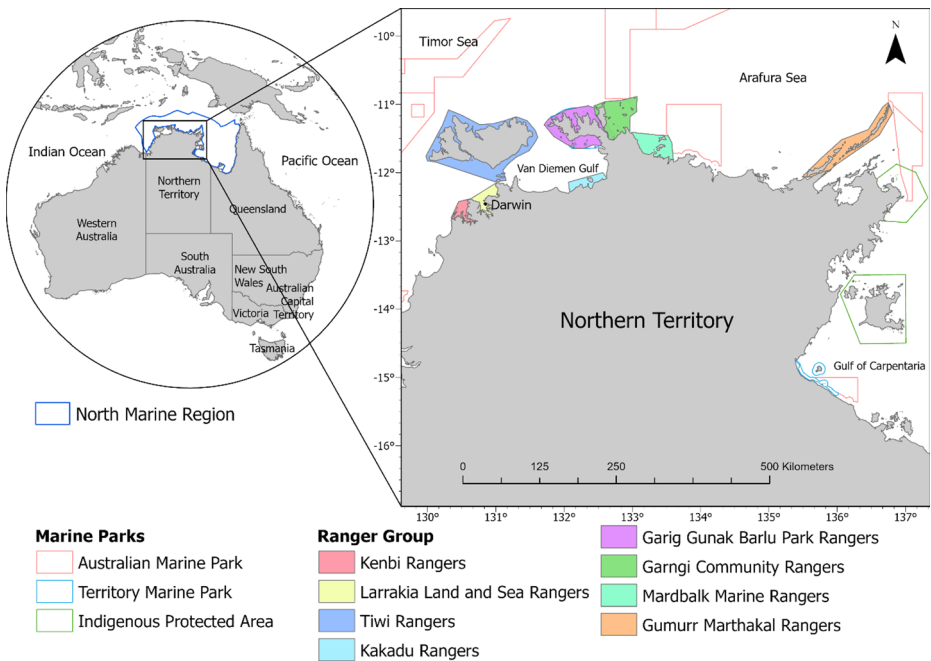 Indian Ocean
Pacific Ocean
Northern
Territory
Western
Australia
Queensland
South
Australia
New South
Wales
Australian
Capital
Territory
Victoria
Tasmania
North Marine Region
N
Timor Sea
Arafura Sea
Van Diemen Gulf
Darwin
Northern Territory
Gulf of Carpentaria
-10°
-11°
-12°
-13°
-14°
-15°
-16°
0 125 250 500 Kilometers
130° 131° 132° 133° 134° 135° 136° 137°
Marine Parks
Australian Marine Park
Territory Marine Park
Indigenous Protected Area
Ranger Group
Kenbi Rangers
Larrakia Land and Sea Rangers
Tiwi Rangers
Kakadu Rangers
Garig Gunak Barlu Park Rangers
Garngi Community Rangers
Mardbalk Marine Rangers
Gumurr Marthakal Rangers